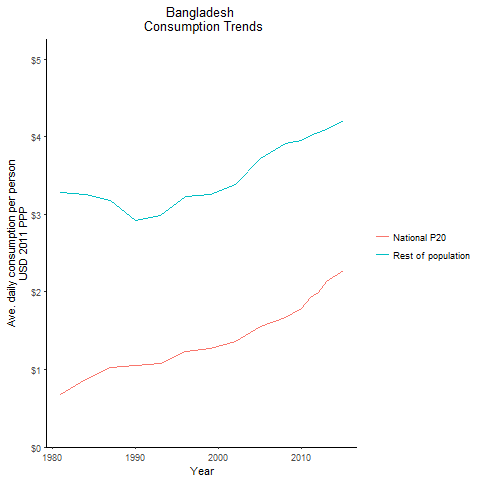 Bangladesh
Consumption Trends
$5
$4
$3
$2
$1
$0
Ave. daily consumption per person
USD 2011 PPP
1980
1990
2000
2010
Year
National P20
Rest of population